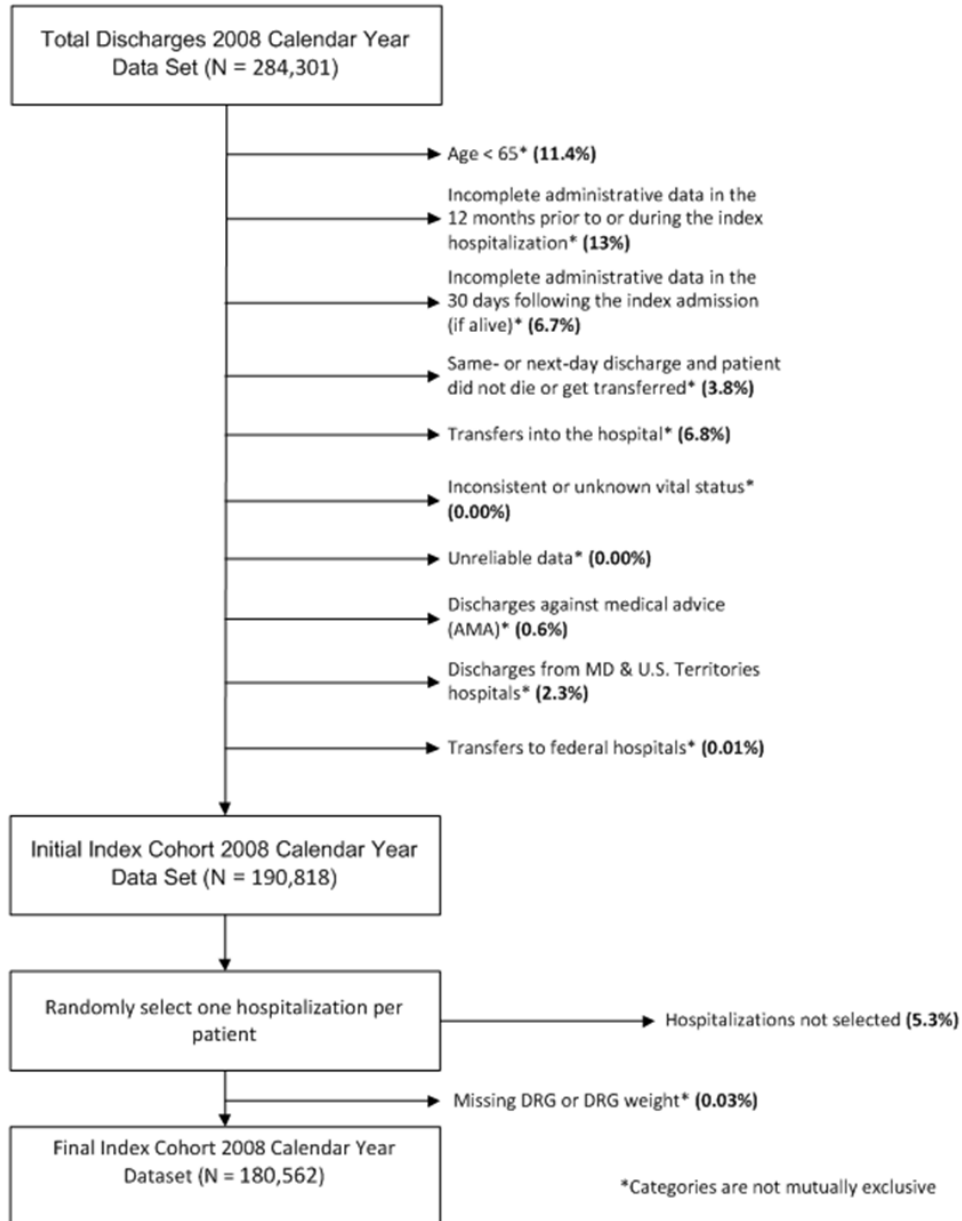 Total Discharges 2008 Calendar Year
Data Set (N = 284,301)
Age < 65* (11.4%)
Incomplete administrative data in the
12 months prior to or during the index
hospitalization* (13%)
Incomplete administrative data in the
30 days following the index admission
(if alive)* (6.7%)
Same- or next-day discharge and patient
did not die or get transferred* (3.8%)
Transfers into the hospital* (6.8%)
Inconsistent or unknown vital status*
(0.00%)
Unreliable data* (0.00%)
Discharges against medical advice
(AMA)* (0.6%)
Discharges from MD & U.S. Territories
hospitals* (2.3%)
Transfers to federal hospitals* (0.01%)
Initial Index Cohort 2008 Calendar Year
Data Set (N = 190,818)
Randomly select one hospitalization per
patient
Hospitalizations not selected (5.3%)
Missing DRG or DRG weight* (0.03%)
Final Index Cohort 2008 Calendar Year
Dataset (N = 180,562)
*Categories are not mutually exclusive